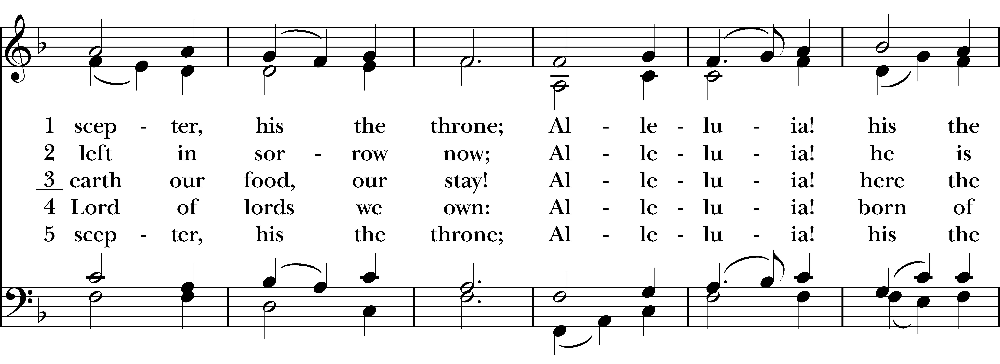 1 scep - ter, his the throne; Al - le - lu - ia! his the
2 left in sor - row now; Al - le - lu - ia! he is
3 earth our food, our stay! Al - le - lu - ia! here the
4 Lord of lords we own: Al - le - lu - ia! born of
5 scep - ter, his the throne; Al - le - lu - ia! his the